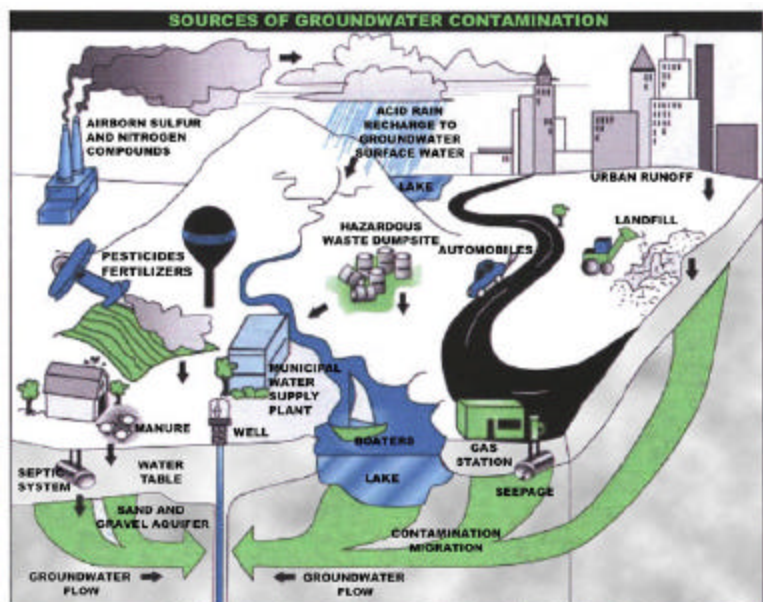 SOURCES OF GROUNDWATER CONTAMINATION
AIRBORN SULFUR
AND NITROGEN
COMPOUNDS
ACID RAIN
RECHARGE TO
GROUNDWATER
SURFACE WATER
LAKE
URBAN RUNOFF
LANDFILL
HAZARDOUS
WASTE DUMPSITE
AUTOMOBILES
PESTICIDES
FERTILIZERS
MUNICIPAL
WATER
SUPPLY
PLANT
MANURE
WELL
BOATERS
GAS
STATION
SEPTIC
SYSTEM
WATER
TABLE
LAKE
SEEPAGE
SAND AND
GRAVEL AQUIFER
CONTAMINATION
MIGRATION
GROUNDWATER
FLOW
GROUNDWATER
FLOW